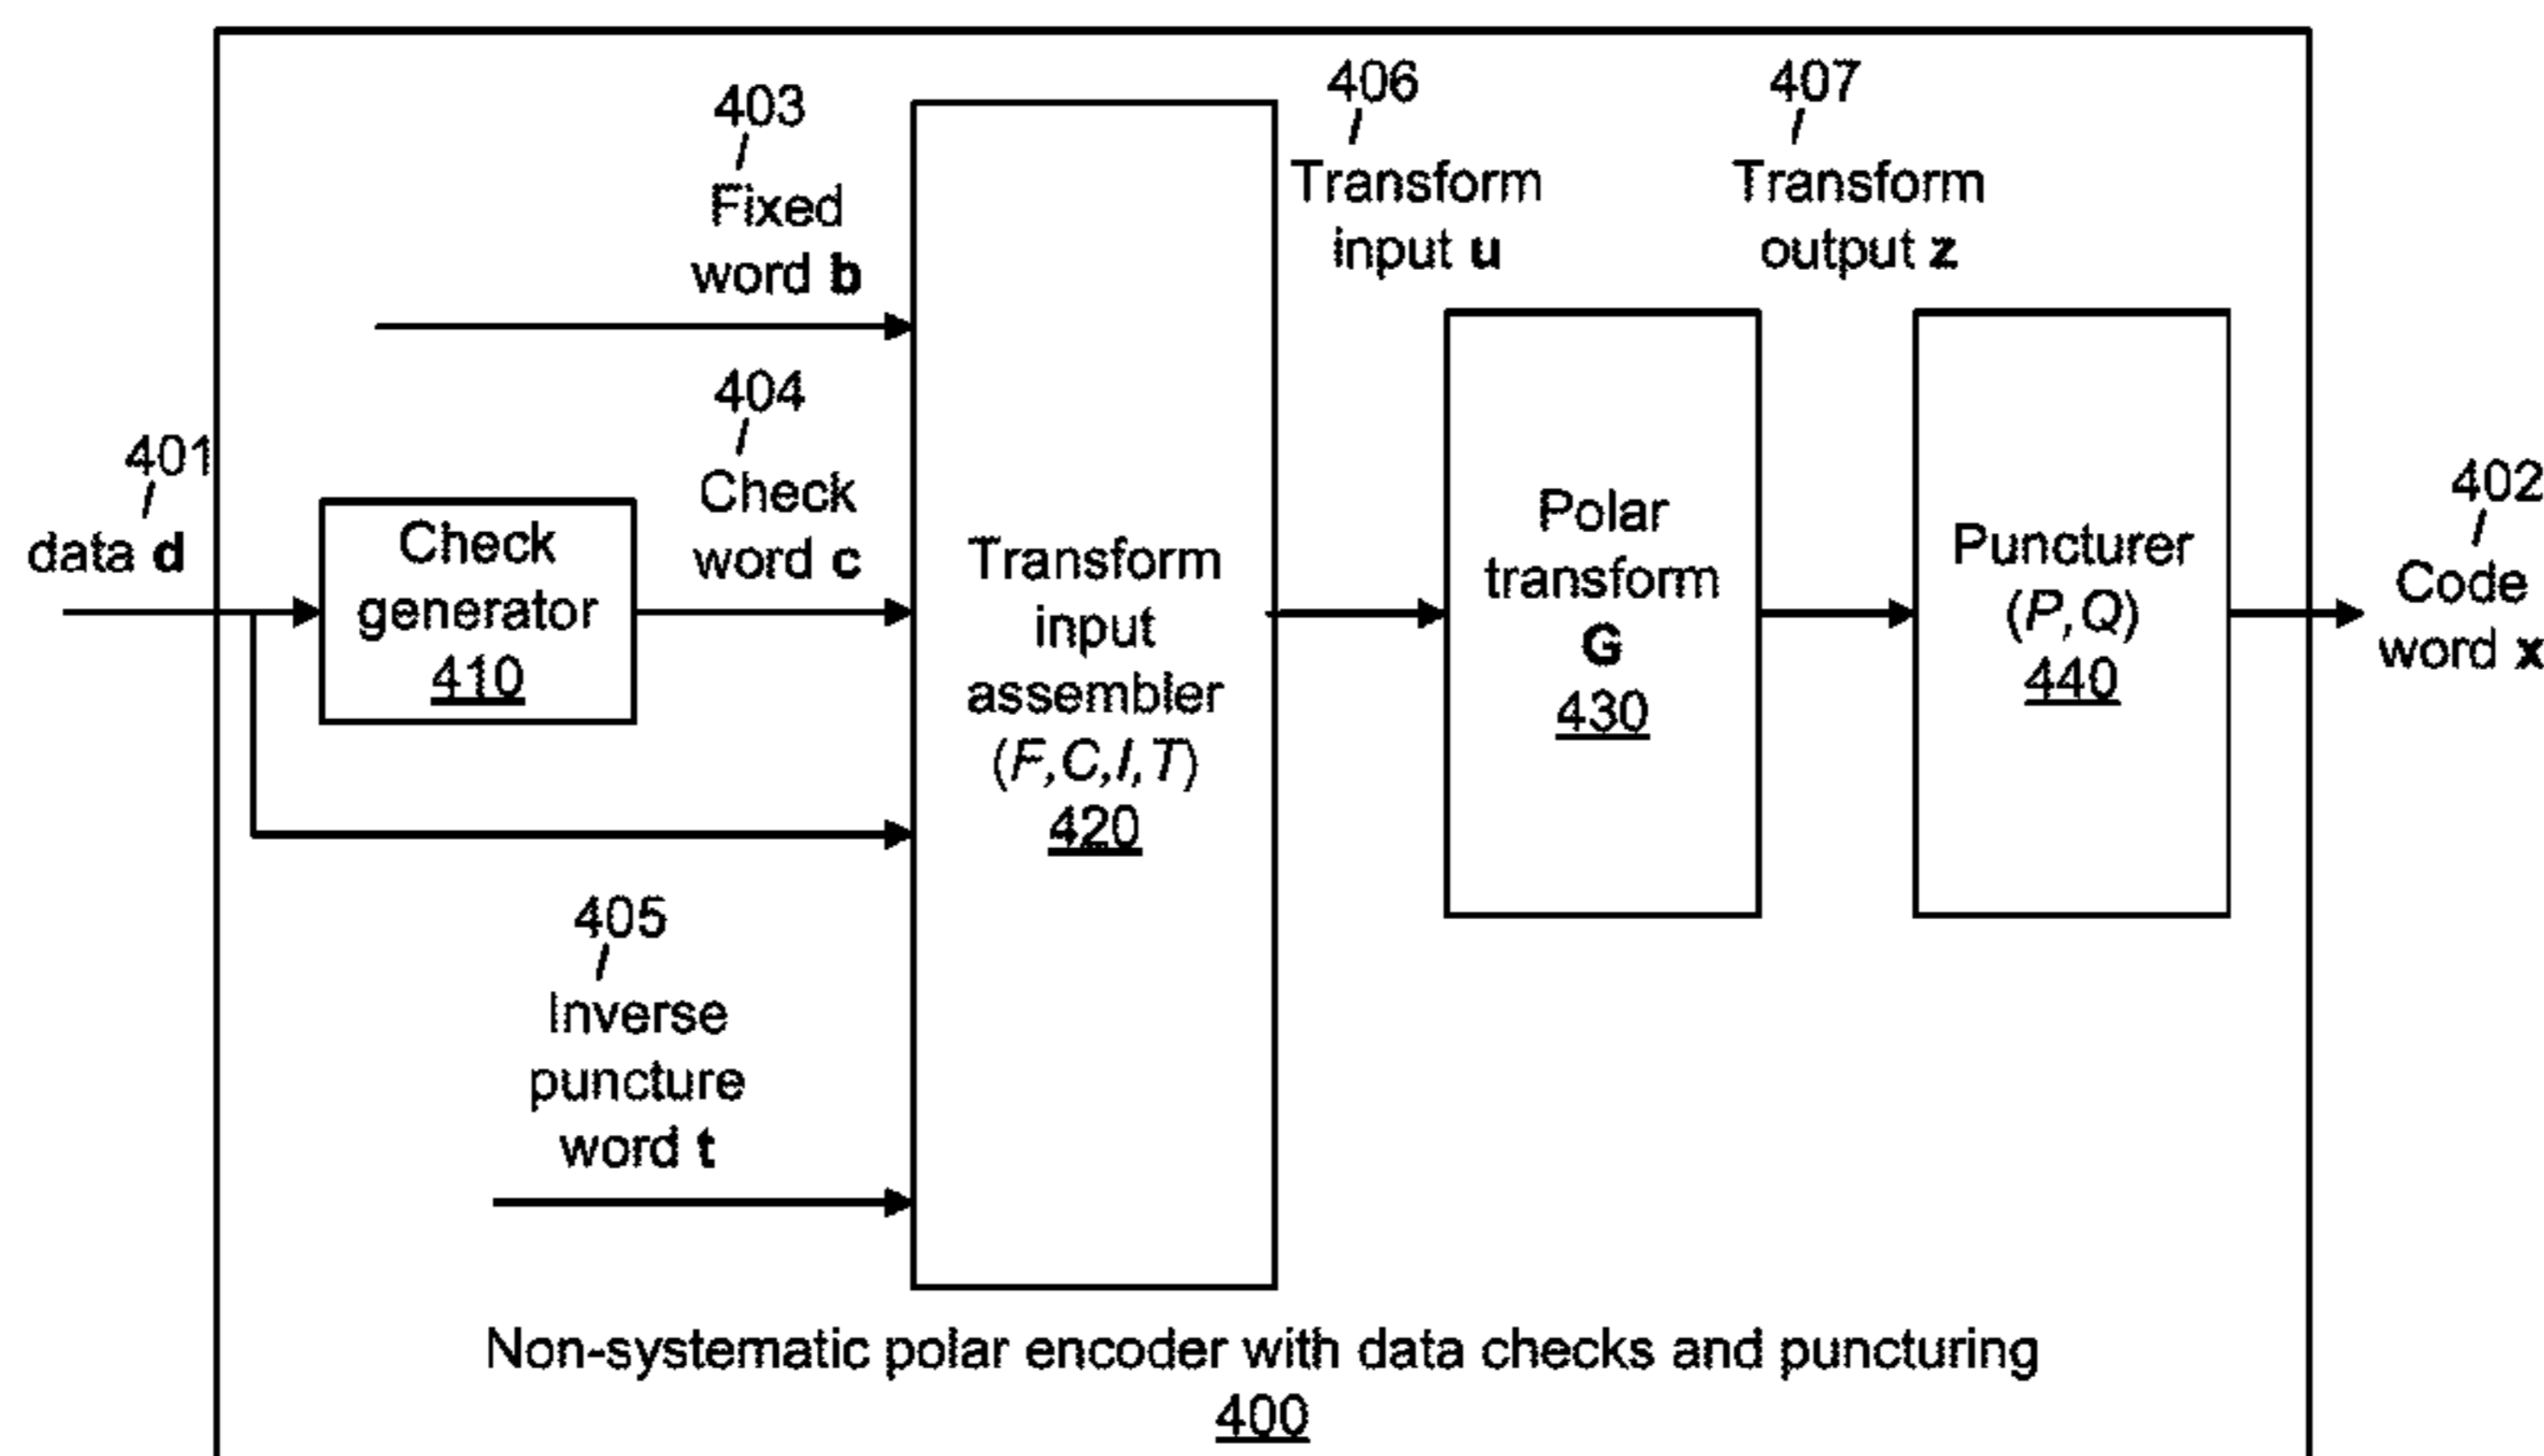 403
Fixed
word b
406
Transform
input u
407
Transform
output z
401
data d
Check
generator
410
404
Check
word c
Transform
input
assembler
(F,C,I,T)
420
Polar
transform
G
430
Puncturer
(P,Q)
440
402
Code
word x
405
Inverse
puncture
word t
Non-systematic polar encoder with data checks and puncturing
400